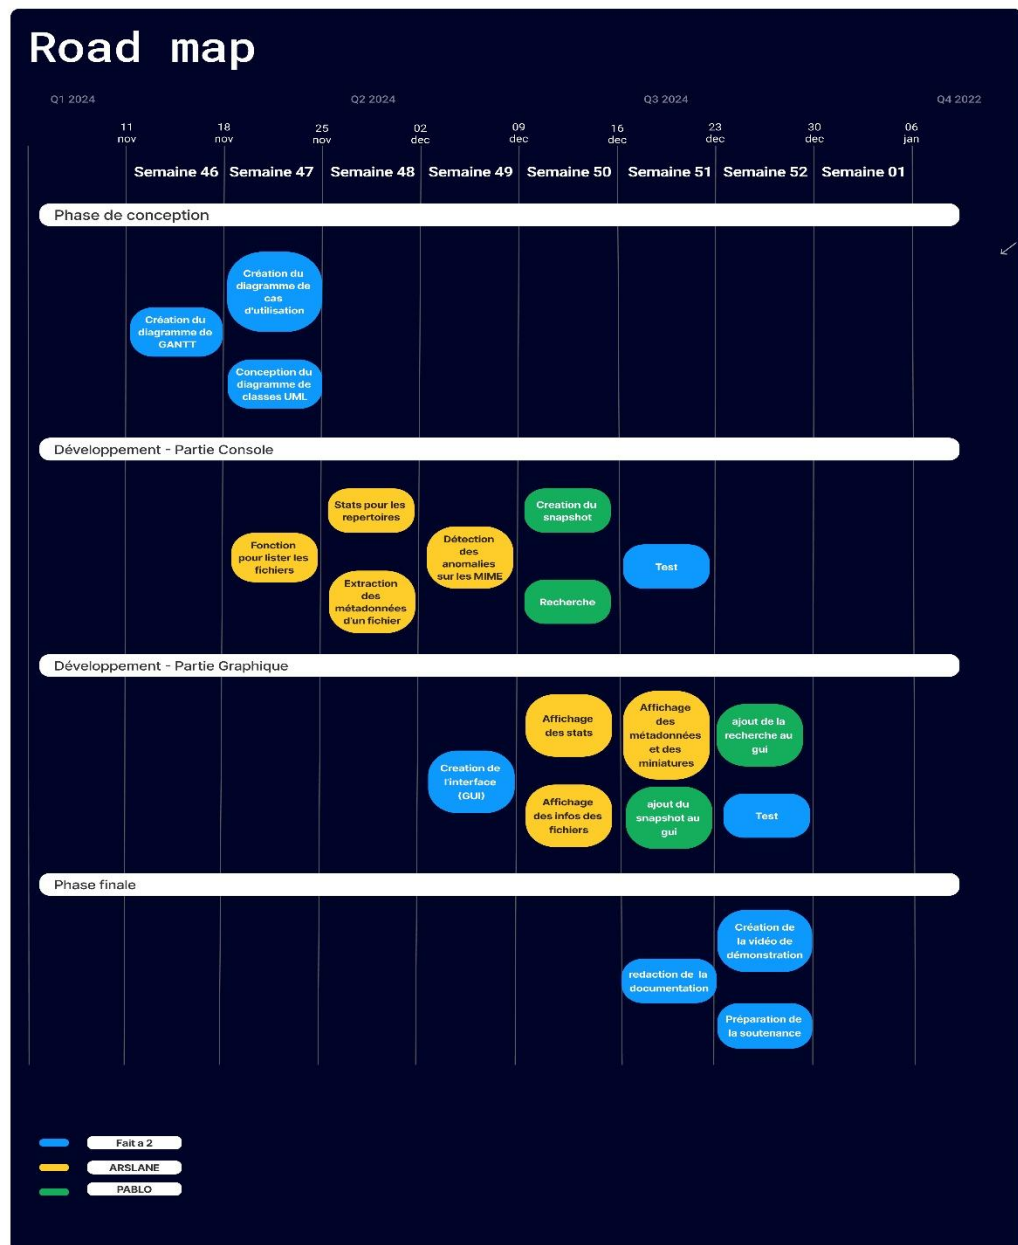 Road map
Q1 2024
Q2 2024
Q3 2024
Q4 2022
11
nov
18
nov
25
nov
02
dec
09
dec
16
dec
23
dec
30
dec
06
jan
Semaine 46
Semaine 47
Semaine 48
Semaine 49
Semaine 50
Semaine 51
Semaine 52
Semaine 01
Phase de conception
Création du
diagramme de
GANTT
Création du
diagramme de
cas
d'utilisation
Conception du
diagramme de
classes UML
Développement - Partie Console
Fonction
pour lister les
fichiers
Stats pour les
repertoires
Extraction
des
métadonnées
d'un fichier
Détection
des
anomalies
sur les MIME
Creation du
snapshot
Recherche
Test
Développement - Partie Graphique
Creation de
l'interface
(GUI)
Affichage
des stats
Affichage
des infos des
fichiers
Affichage
des
métadonnées
et des
miniatures
ajout du
snapshot au
gui
ajout de la
recherche au
gui
Test
Phase finale
redaction de la
documentation
Création de
la vidéo de
démonstration
Préparation de
la soutenance
Fait a 2
ARSLANE
PABLO